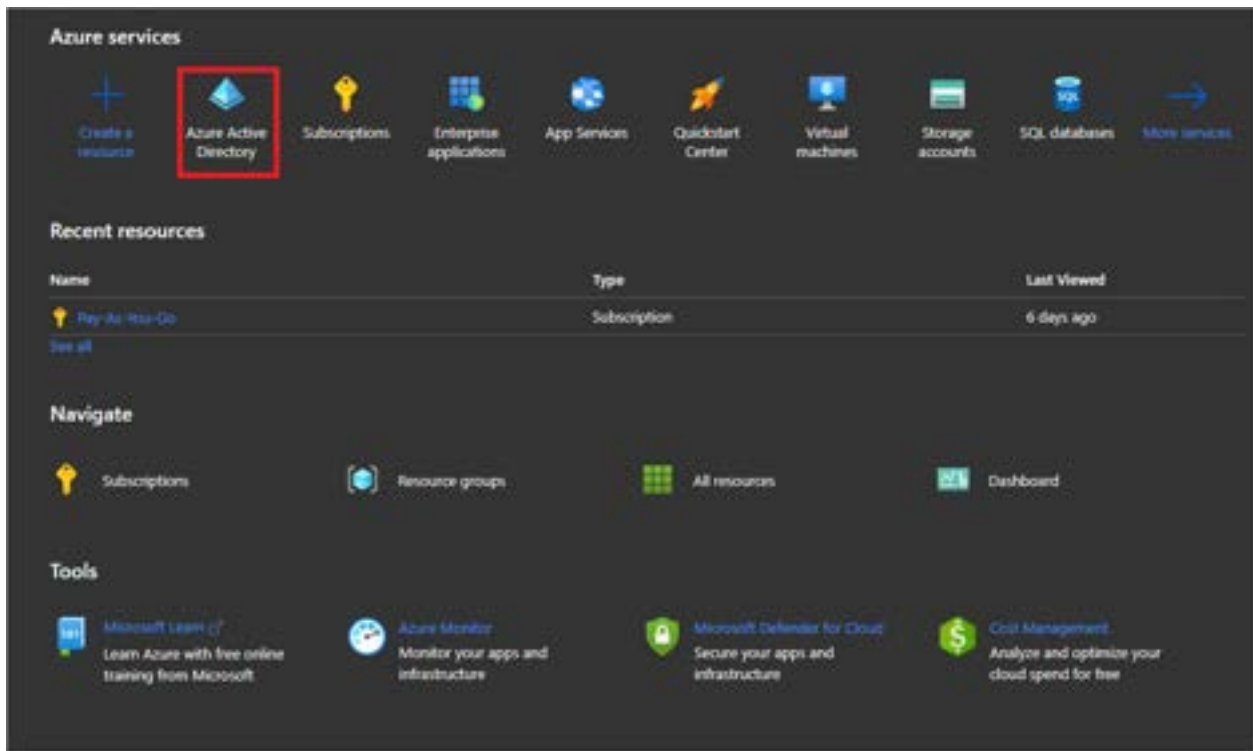 Azure services
Create a
resource
Azure Active
Directory
Subscriptions
Enterprise
applications
App Services
Quickstart
Center
Virtual
machines
Storage
accounts
SQL databases
More services
Recent resources
Name Type Last Viewed
Pay-As-You-Go Subscription 6 days ago
See all
Navigate
Subscriptions Resource groups All resources Dashboard
Tools
Microsoft Learn
Learn Azure with free online
training from Microsoft
Azure Monitor
Monitor your apps and
infrastructure
Microsoft Defender for Cloud
Secure your apps and
infrastructure
Cost Management
Analyze and optimize your
cloud spend for free